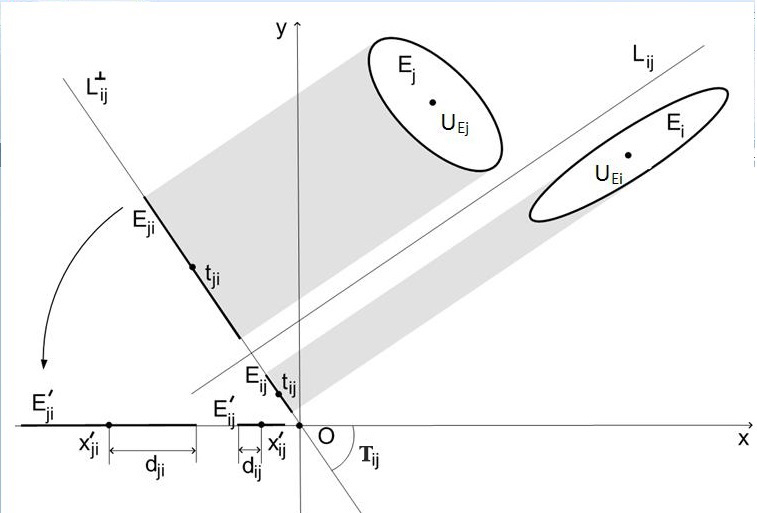 y
L⊥ij
Ej
UEj
Lij
Ei
UEi
Eji
tji
Eij
tij
E′ji
E′ij
x′ji
x′ij
O
x
Tij
dji
dij